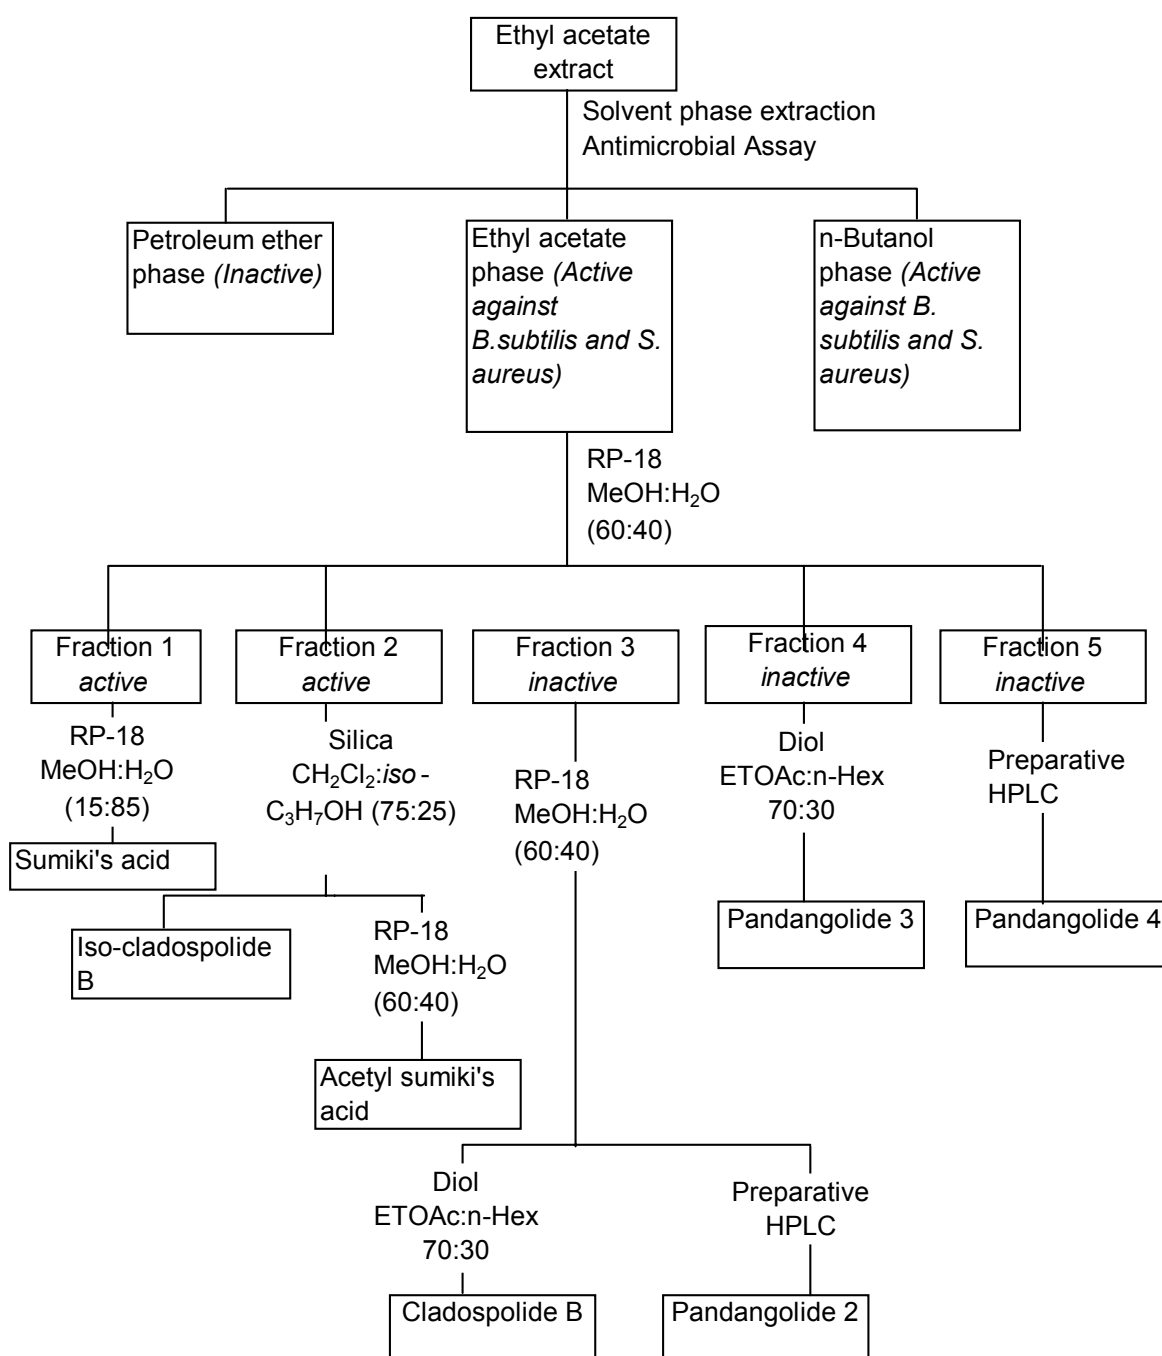 Ethyl acetate
extract
Solvent phase extraction
Antimicrobial Assay
Petroleum ether
phase (Inactive)
Ethyl acetate
phase (Active
against
B.subtilis and S.
aureus)
n-Butanol
phase (Active
against B.
subtilis and S.
aureus)
RP-18
MeOH:H₂O
(60:40)
Fraction 1
active
Fraction 2
active
Fraction 3
inactive
Fraction 4
inactive
Fraction 5
inactive
RP-18
MeOH:H₂O
(15:85)
Sumiki's acid
Silica
CH₂Cl₂:iso-
C₃H₇OH (75:25)
Iso-cladospolide
B
RP-18
MeOH:H₂O
(60:40)
Acetyl sumiki's
acid
RP-18
MeOH:H₂O
(60:40)
Diol
ETOAc:n-Hex
70:30
Pandangolide 3
Preparative
HPLC
Pandangolide 4
Diol
ETOAc:n-Hex
70:30
Cladospolide B
Preparative
HPLC
Pandangolide 2